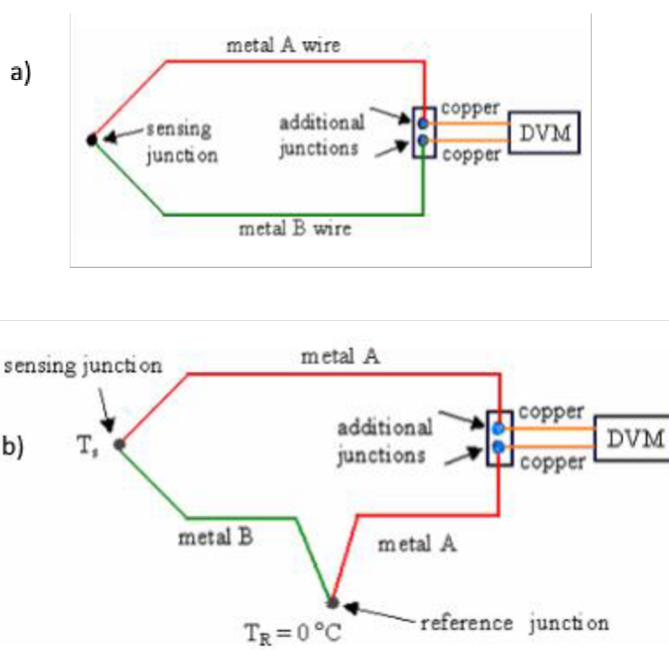 a)
metal A wire
sensing
junction
additional
junctions
copper
DVM
copper
metal B wire
b)
sensing junction
metal A
Ts
additional
junctions
copper
DVM
copper
metal B
metal A
TR = 0 °C
reference junction